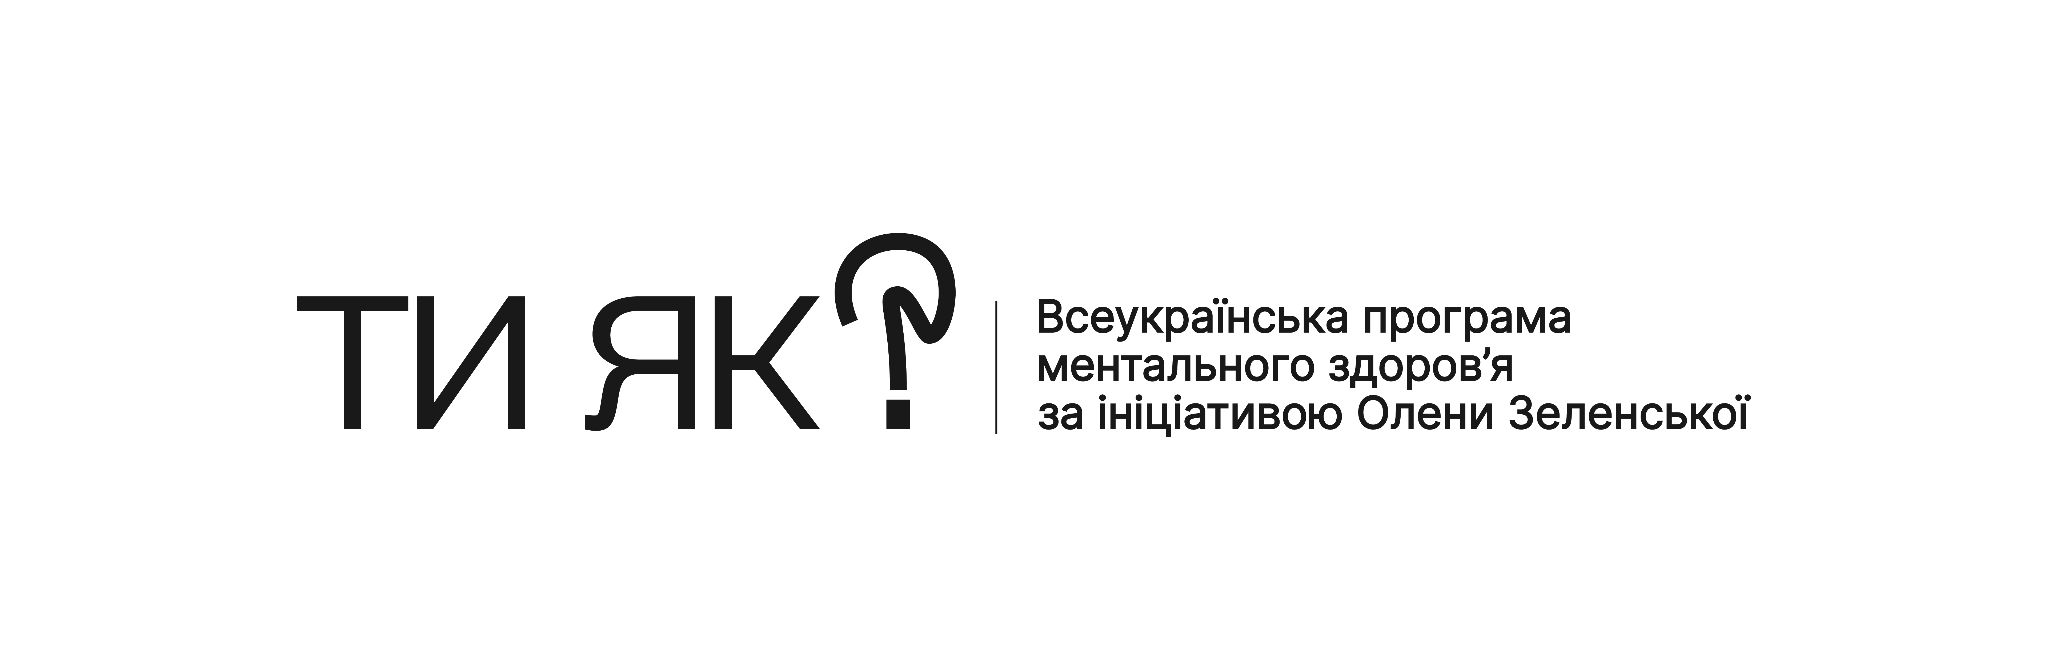 ТИ ЯК?
Всеукраїнська програма
ментального здоров’я
за ініціативою Олени Зеленської